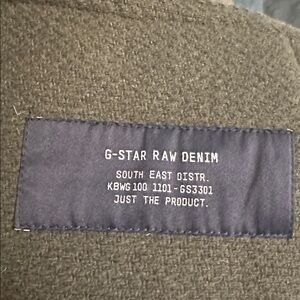 G-STAR RAW DENIM
SOUTH EAST DISTR.
KBWG100 1101-GS3301
JUST THE PRODUCT.